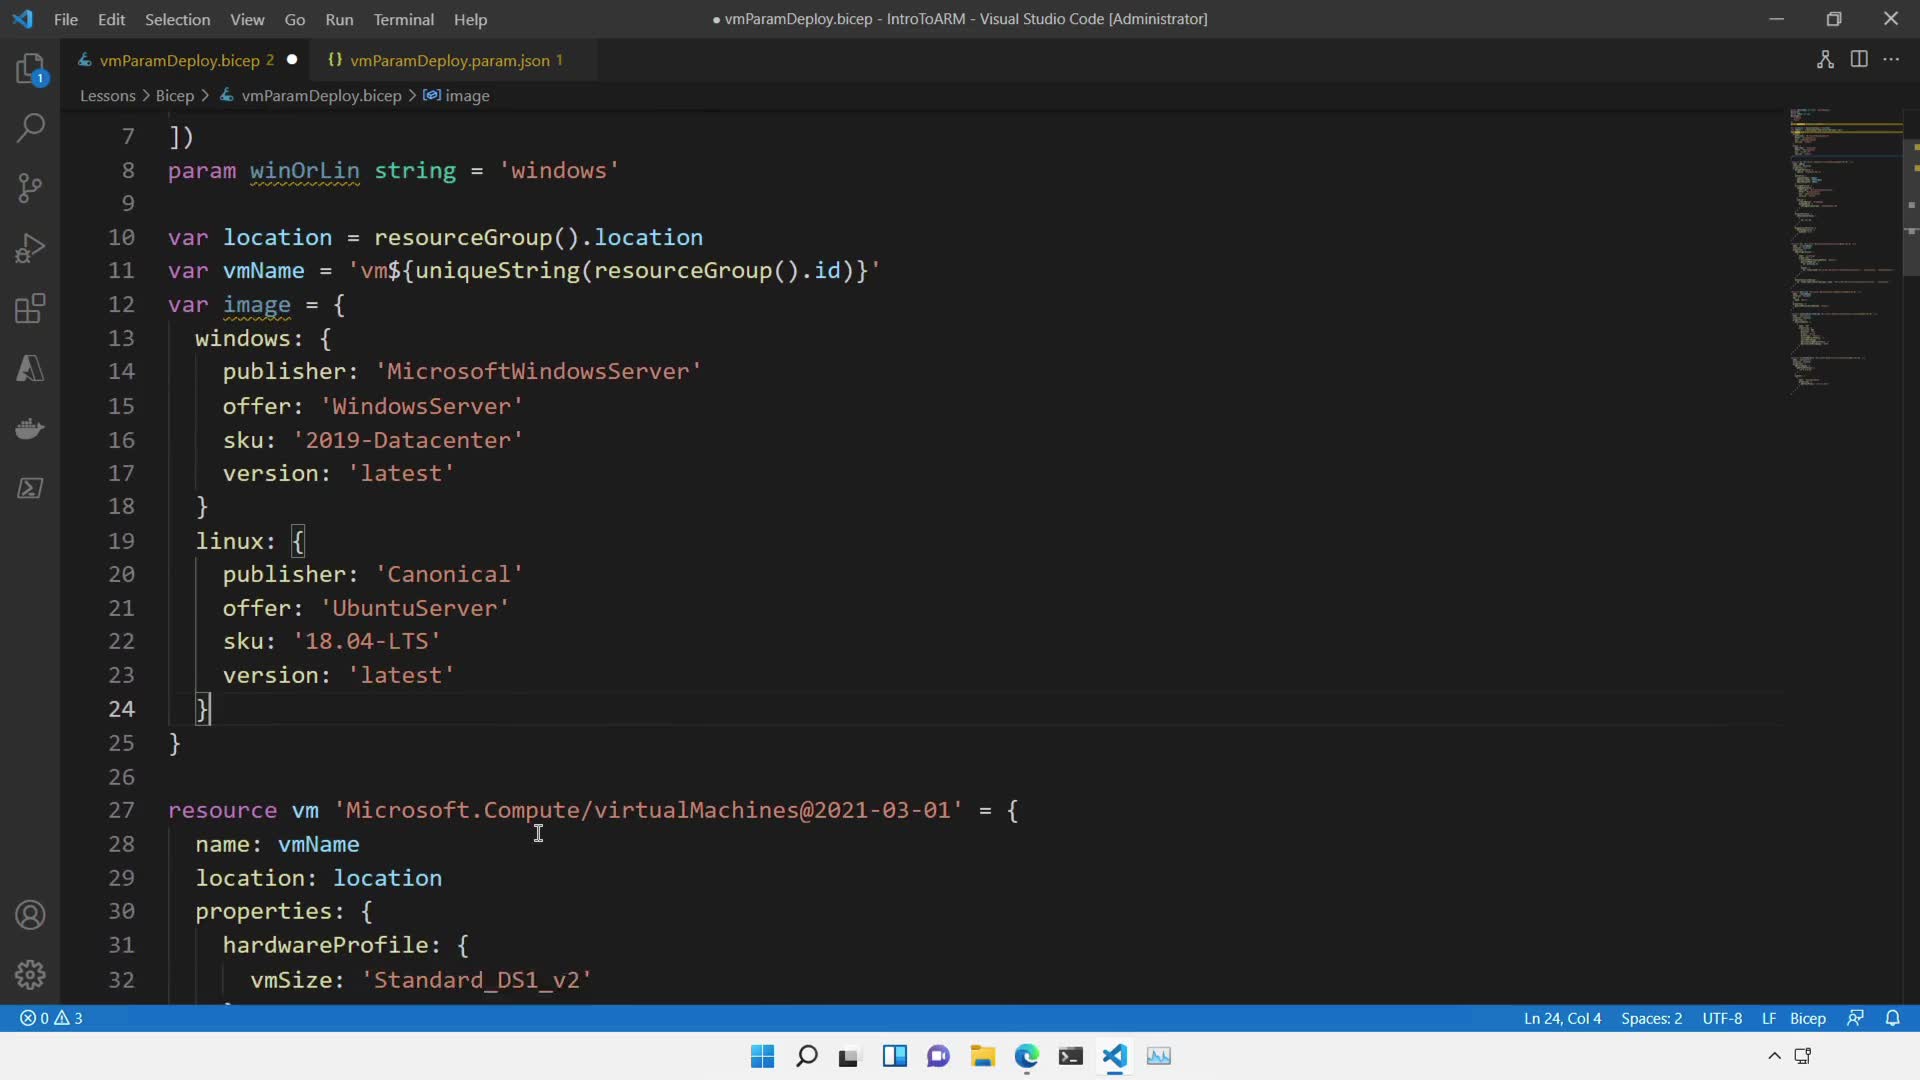 File Edit Selection View Go Run Terminal Help
● vmParamDeploy.bicep - IntroToARM - Visual Studio Code [Administrator]
vmParamDeploy.bicep 2 ●
{} vmParamDeploy.param.json 1
Lessons > Bicep > vmParamDeploy.bicep > image
1
7 ])
8 param winOrLin string = 'windows'
9
10 var location = resourceGroup().location
11 var vmName = 'vm${uniqueString(resourceGroup().id)}'
12 var image = {
13 windows: {
14 publisher: 'MicrosoftWindowsServer'
15 offer: 'WindowsServer'
16 sku: '2019-Datacenter'
17 version: 'latest'
18 }
19 linux: {
20 publisher: 'Canonical'
21 offer: 'UbuntuServer'
22 sku: '18.04-LTS'
23 version: 'latest'
24 }
25 }
26
27 resource vm 'Microsoft.Compute/virtualMachines@2021-03-01' = {
28 name: vmName
29 location: location
30 properties: {
31 hardwareProfile: {
32 vmSize: 'Standard_DS1_v2'
0 3
Ln 24, Col 4 Spaces: 2 UTF-8 LF Bicep